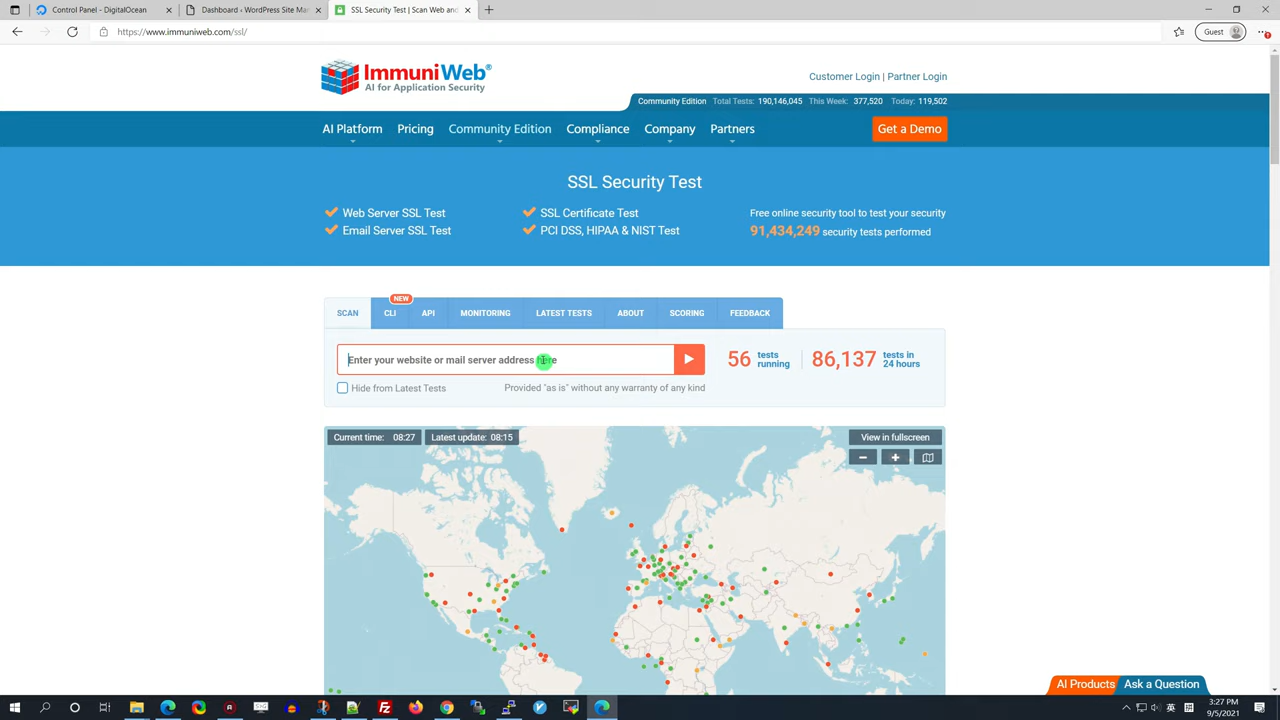 Control Panel - DigitalOcean
Dashboard ‹ WordPress Site Mar
SSL Security Test | Scan Web and
https://www.immuniweb.com/ssl/
Guest
ImmuniWeb®
AI for Application Security
Customer Login | Partner Login
Community Edition Total Tests: 190,146,045 This Week: 377,520 Today: 119,502
AI Platform Pricing Community Edition Compliance Company Partners Get a Demo
SSL Security Test
Web Server SSL Test
Email Server SSL Test
SSL Certificate Test
PCI DSS, HIPAA & NIST Test
Free online security tool to test your security
91,434,249 security tests performed
NEW
SCAN CLI API MONITORING LATEST TESTS ABOUT SCORING FEEDBACK
Enter your website or mail server address here
56 tests running
86,137 tests in 24 hours
Hide from Latest Tests
Provided "as is" without any warranty of any kind
Current time: 08:27
Latest update: 08:15
View in fullscreen
AI Products Ask a Question
英
3:27 PM
9/5/2021